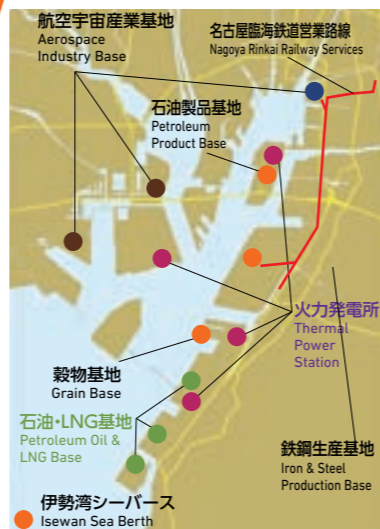 航空宇宙産業基地
Aerospace
Industry Base
名古屋臨海鉄道営業路線
Nagoya Rinkai Railway Services
石油製品基地
Petroleum
Product Base
火力発電所
Thermal
Power
Station
穀物基地
Grain Base
石油・LNG基地
Petroleum Oil &
LNG Base
鉄鋼生産基地
Iron & Steel
Production Base
伊勢湾シーバース
Isewan Sea Berth